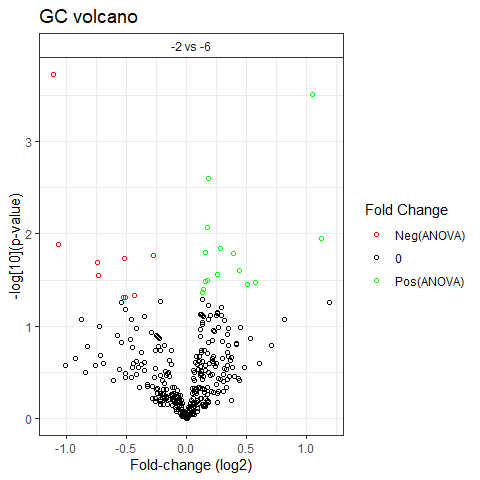 GC volcano
-2 vs -6
-log[10](p-value)
3
2
1
0
-1.0
-0.5
0.0
0.5
1.0
Fold-change (log2)
Fold Change
Neg(ANOVA)
0
Pos(ANOVA)